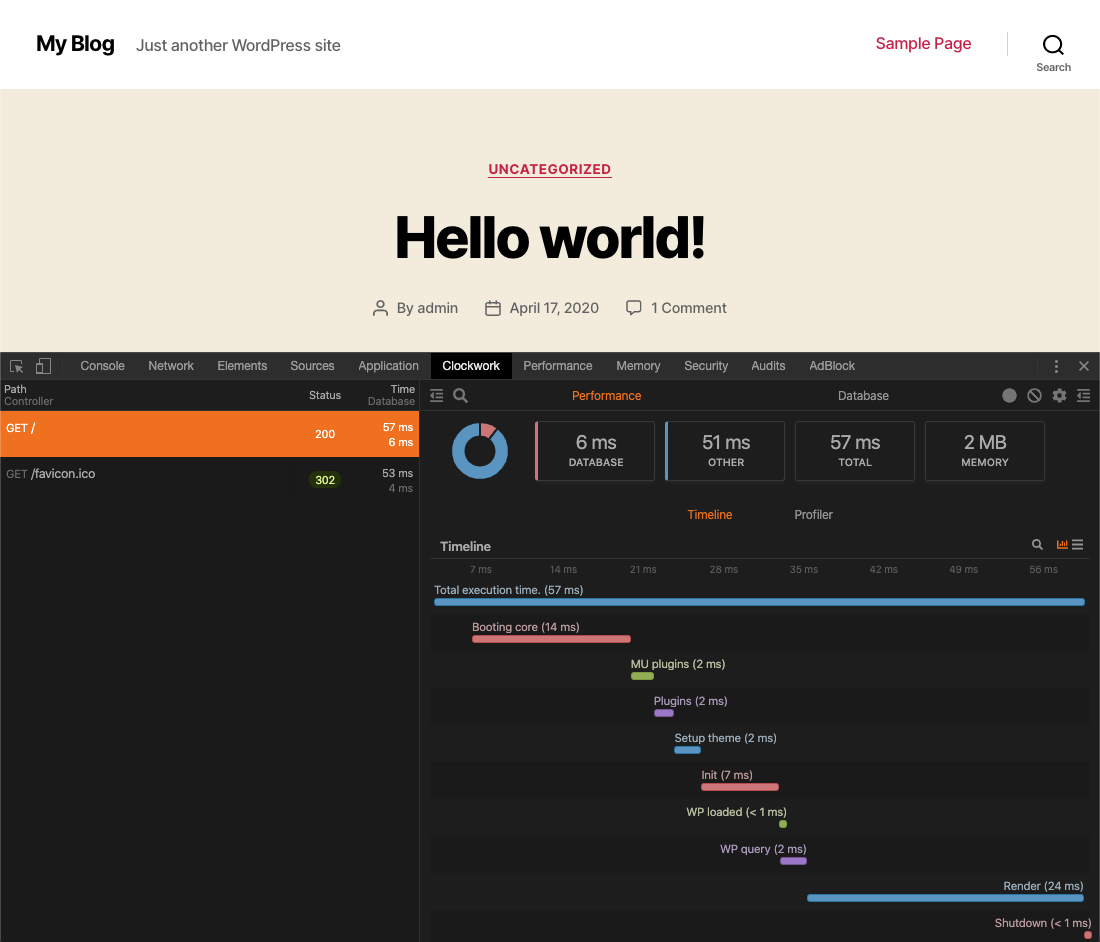 My Blog Just another WordPress site Sample Page
Search
UNCATEGORIZED
Hello world!
By admin April 17, 2020 1 Comment
Console Network Elements Sources Application Clockwork Performance Memory Security Audits AdBlock
Path Status Time
Controller Database
Performance Database
GET / 200 57 ms
6 ms
GET /favicon.ico 302 53 ms
4 ms
6 ms 51 ms 57 ms 2 MB
DATABASE OTHER TOTAL MEMORY
Timeline Profiler
Timeline
7 ms 14 ms 21 ms 28 ms 35 ms 42 ms 49 ms 56 ms
Total execution time. (57 ms)
Booting core (14 ms)
MU plugins (2 ms)
Plugins (2 ms)
Setup theme (2 ms)
Init (7 ms)
WP loaded (< 1 ms)
WP query (2 ms)
Render (24 ms)
Shutdown (< 1 ms)